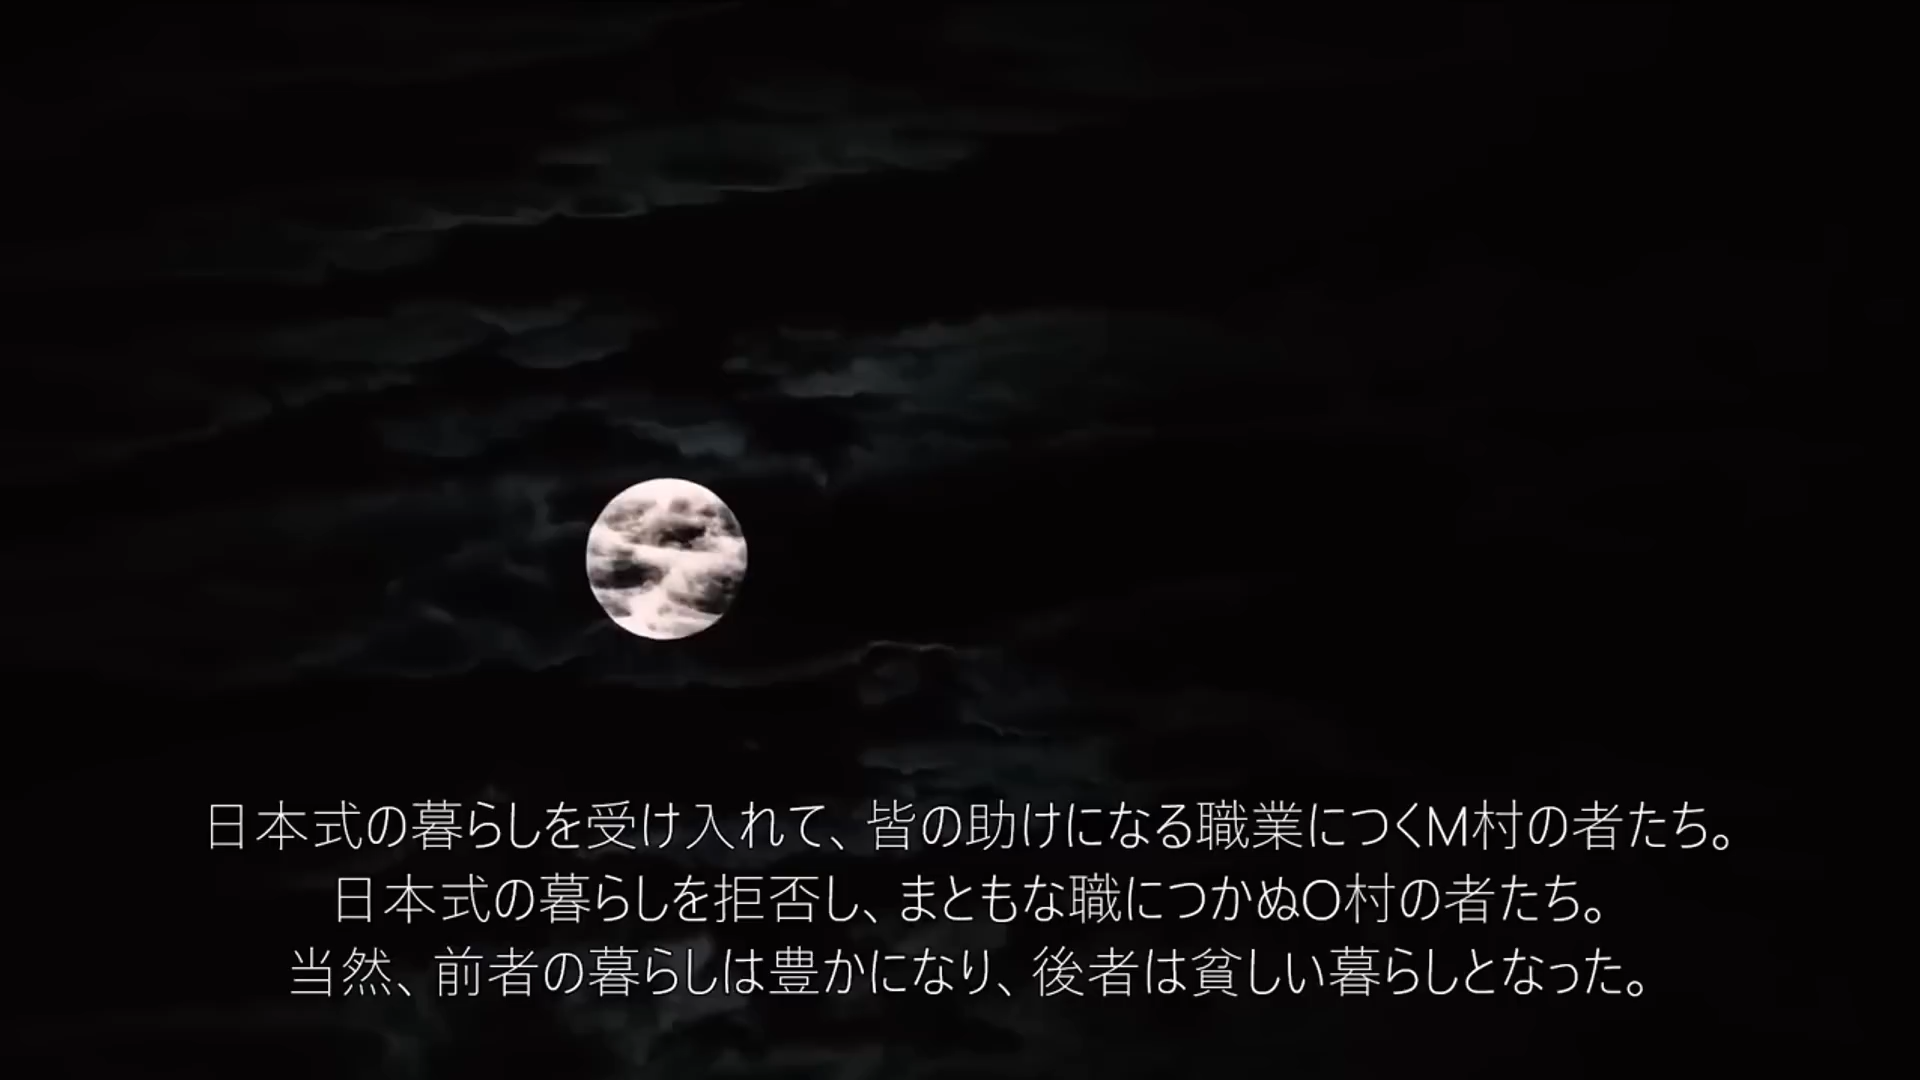 日本式の暮らしを受け入れて、皆の助けになる職業につくM村の者たち。
日本式の暮らしを拒否し、まともな職につかぬO村の者たち。
当然、前者の暮らしは豊かになり、後者は貧しい暮らしとなった。